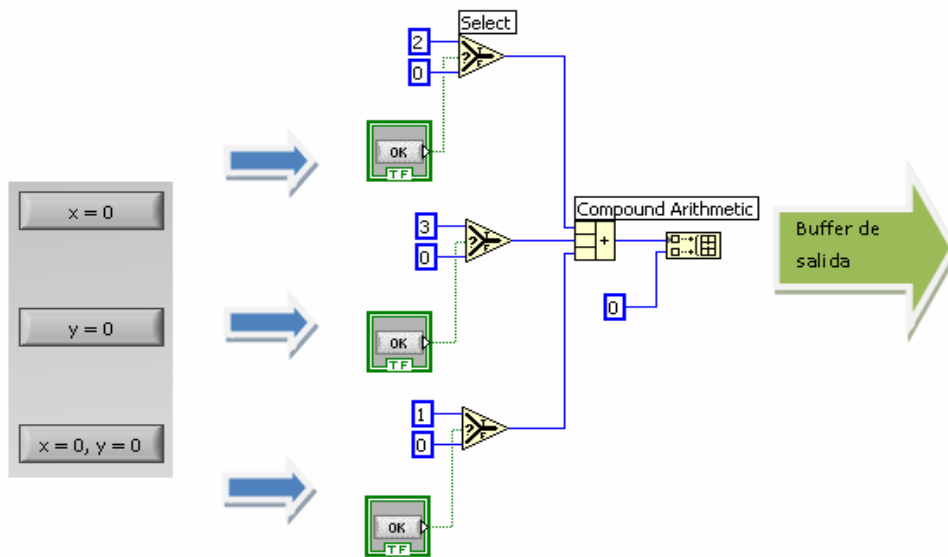 Select
2
?
T
F
0
OK
TF
x = 0
Compound Arithmetic
3
?
T
F
0
+
0
Buffer de
salida
y = 0
OK
TF
1
?
T
F
0
x = 0, y = 0
OK
TF